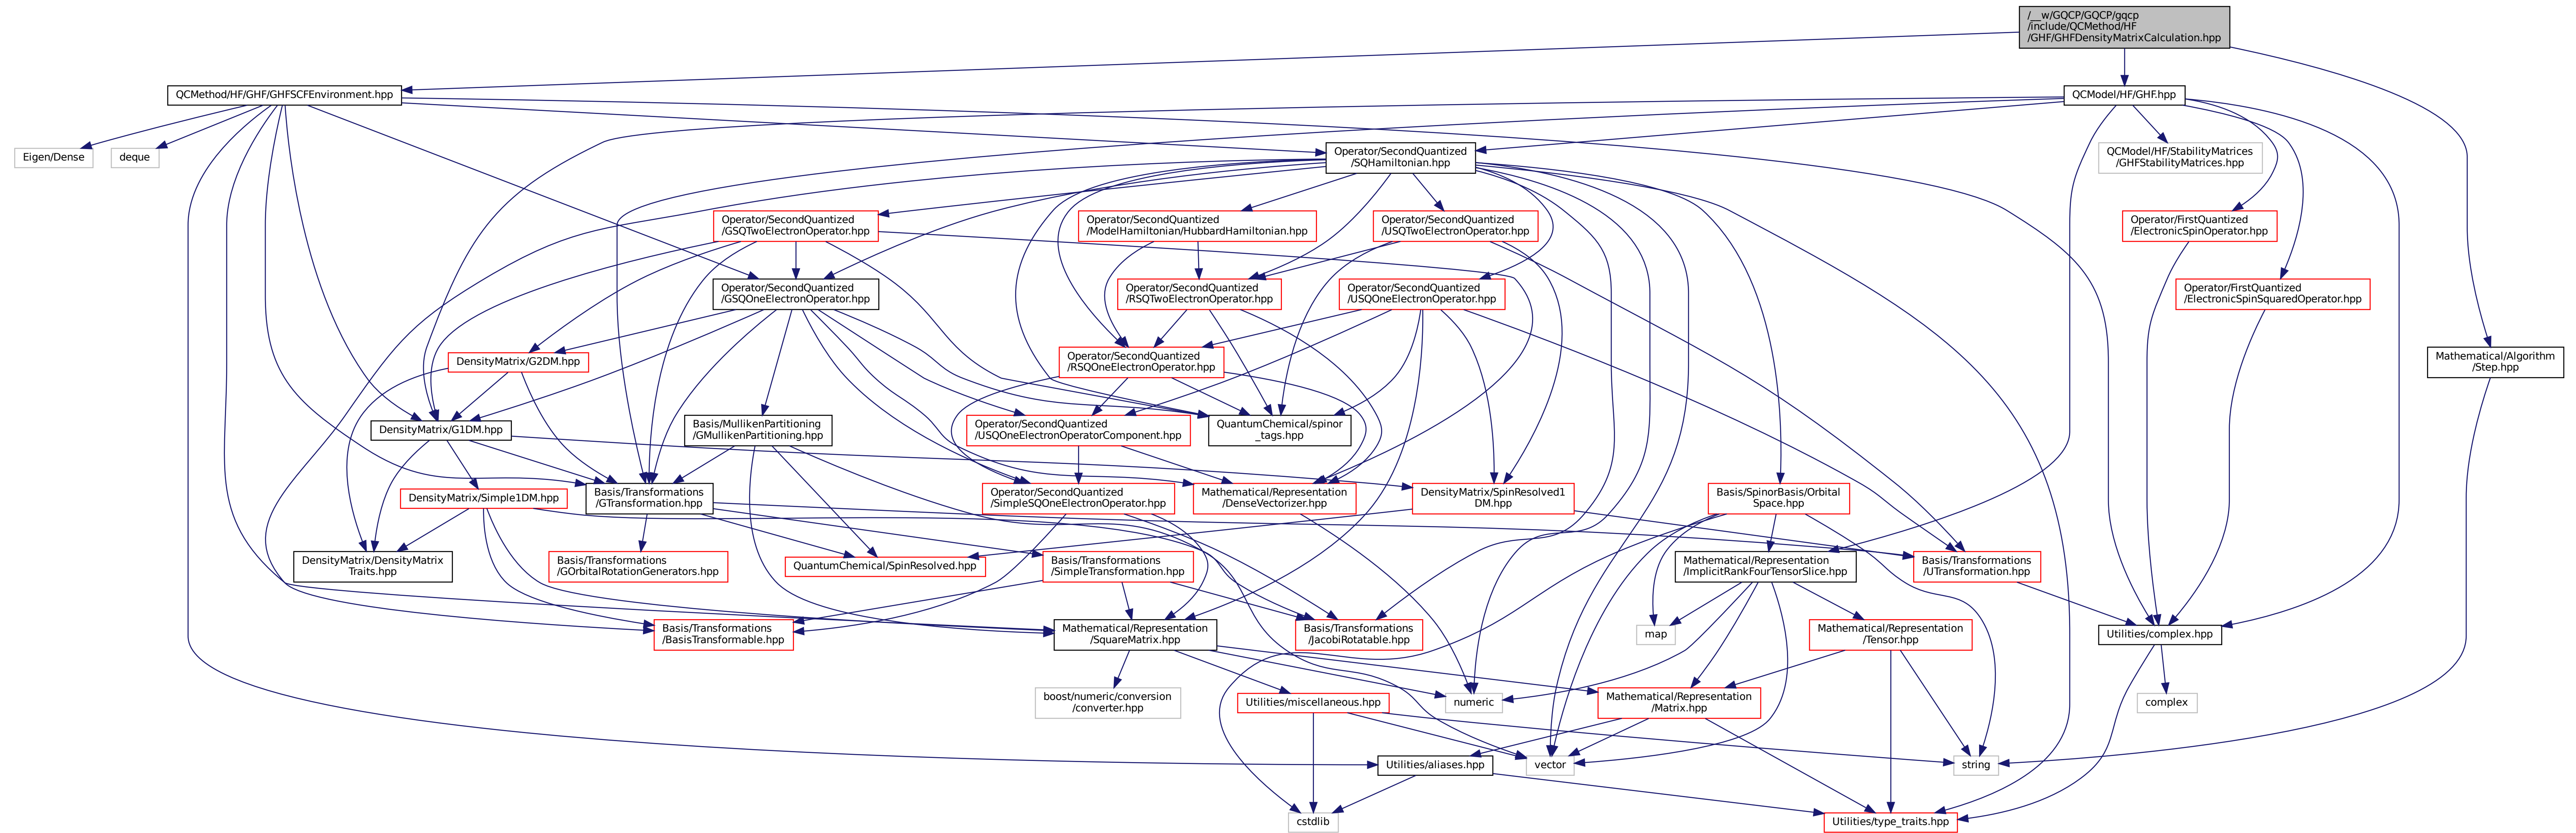 /__w/GQCP/GQCP/gqcp
/include/QCMethod/HF
/GHF/GHFDensityMatrixCalculation.hpp
QCMethod/HF/GHF/GHFSCFEnvironment.hpp
QCModel/HF/GHF.hpp
Eigen/Dense
deque
Operator/SecondQuantized
/SQHamiltonian.hpp
QCModel/HF/StabilityMatrices
/GHFStabilityMatrices.hpp
Operator/SecondQuantized
/GSQTwoElectronOperator.hpp
Operator/SecondQuantized
/ModelHamiltonian/HubbardHamiltonian.hpp
Operator/SecondQuantized
/USQTwoElectronOperator.hpp
Operator/FirstQuantized
/ElectronicSpinOperator.hpp
Operator/SecondQuantized
/GSQOneElectronOperator.hpp
Operator/SecondQuantized
/RSQTwoElectronOperator.hpp
Operator/SecondQuantized
/USQOneElectronOperator.hpp
Operator/FirstQuantized
/ElectronicSpinSquaredOperator.hpp
DensityMatrix/G2DM.hpp
Operator/SecondQuantized
/RSQOneElectronOperator.hpp
Mathematical/Algorithm
/Step.hpp
DensityMatrix/G1DM.hpp
Basis/MullikenPartitioning
/GMullikenPartitioning.hpp
Operator/SecondQuantized
/USQOneElectronOperatorComponent.hpp
QuantumChemical/spinor
_tags.hpp
DensityMatrix/Simple1DM.hpp
Basis/Transformations
/GTransformation.hpp
Operator/SecondQuantized
/SimpleSQOneElectronOperator.hpp
Mathematical/Representation
/DenseVectorizer.hpp
DensityMatrix/SpinResolved1
DM.hpp
Basis/SpinorBasis/Orbital
Space.hpp
DensityMatrix/DensityMatrix
Traits.hpp
Basis/Transformations
/GOrbitalRotationGenerators.hpp
QuantumChemical/SpinResolved.hpp
Basis/Transformations
/SimpleTransformation.hpp
Mathematical/Representation
/ImplicitRankFourTensorSlice.hpp
Basis/Transformations
/UTransformation.hpp
Basis/Transformations
/BasisTransformable.hpp
Mathematical/Representation
/SquareMatrix.hpp
Basis/Transformations
/JacobiRotatable.hpp
map
Mathematical/Representation
/Tensor.hpp
Utilities/complex.hpp
boost/numeric/conversion
/converter.hpp
Utilities/miscellaneous.hpp
numeric
Mathematical/Representation
/Matrix.hpp
complex
Utilities/aliases.hpp
vector
string
cstdlib
Utilities/type_traits.hpp